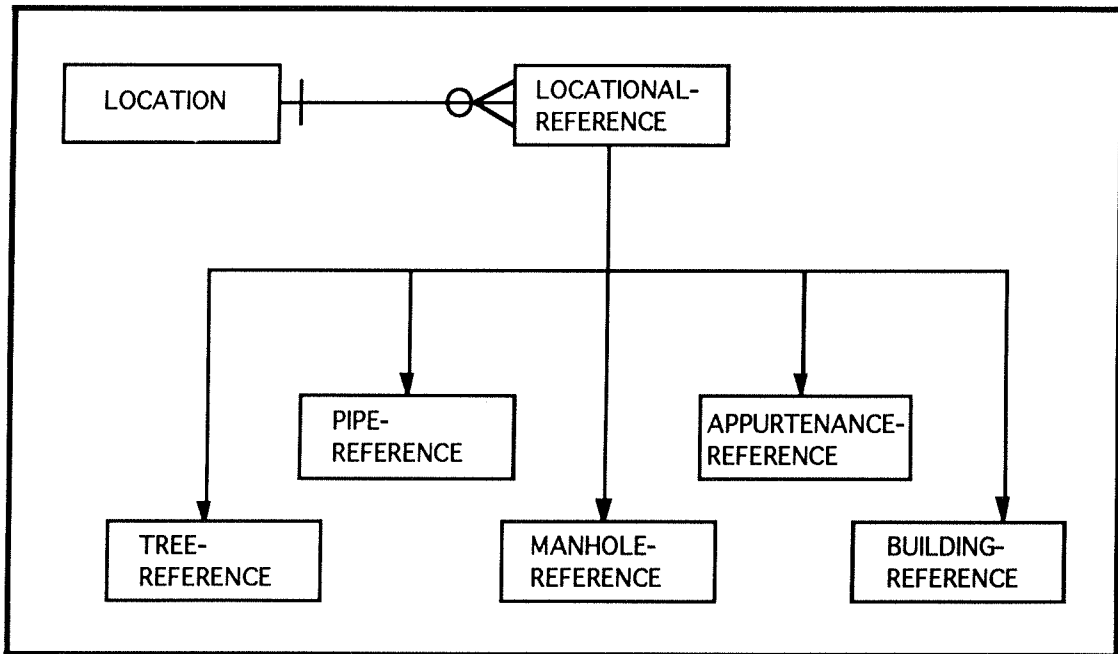 LOCATION
LOCATIONAL-
REFERENCE
PIPE-
REFERENCE
APPURTENANCE-
REFERENCE
TREE-
REFERENCE
MANHOLE-
REFERENCE
BUILDING-
REFERENCE